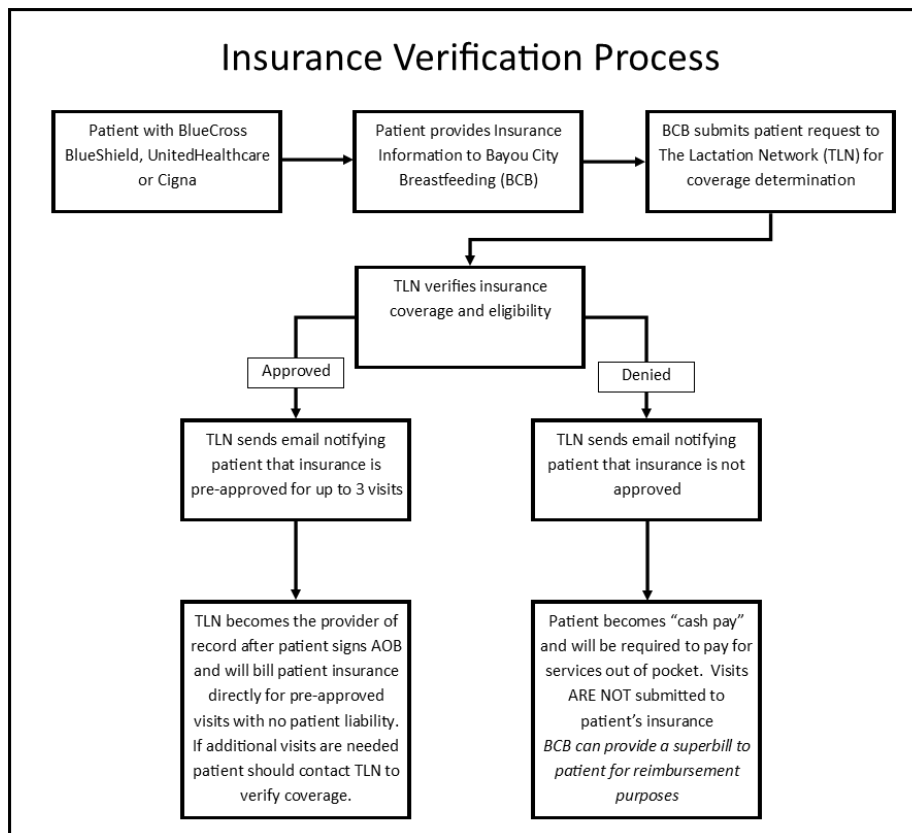 Insurance Verification Process
Patient with BlueCross
BlueShield, UnitedHealthcare
or Cigna
Patient provides Insurance
Information to Bayou City
Breastfeeding (BCB)
BCB submits patient request to
The Lactation Network (TLN) for
coverage determination
TLN verifies insurance
coverage and eligibility
Approved
Denied
TLN sends email notifying
patient that insurance is
pre-approved for up to 3 visits
TLN sends email notifying
patient that insurance is not
approved
TLN becomes the provider of
record after patient signs AOB
and will bill patient insurance
directly for pre-approved
visits with no patient liability.
If additional visits are needed
patient should contact TLN to
verify coverage.
Patient becomes “cash pay”
and will be required to pay for
services out of pocket.  Visits
ARE NOT submitted to
patient’s insurance
BCB can provide a superbill to
patient for reimbursement
purposes